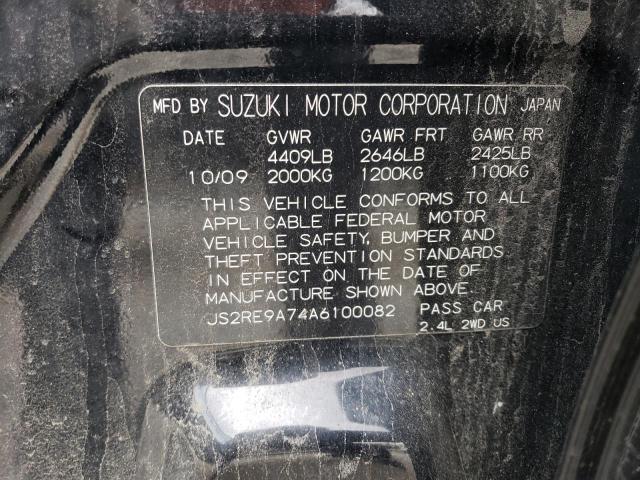 MFD BY SUZUKI MOTOR CORPORATION JAPAN
DATE GVWR GAWR FRT GAWR RR
4409LB 2646LB 2425LB
10/09 2000KG 1200KG 1100KG
THIS VEHICLE CONFORMS TO ALL
APPLICABLE FEDERAL MOTOR
VEHICLE SAFETY, BUMPER AND
THEFT PREVENTION STANDARDS
IN EFFECT ON THE DATE OF
MANUFACTURE SHOWN ABOVE.
JS2RE9A74A6100082 PASS CAR
2.4L 2WD US